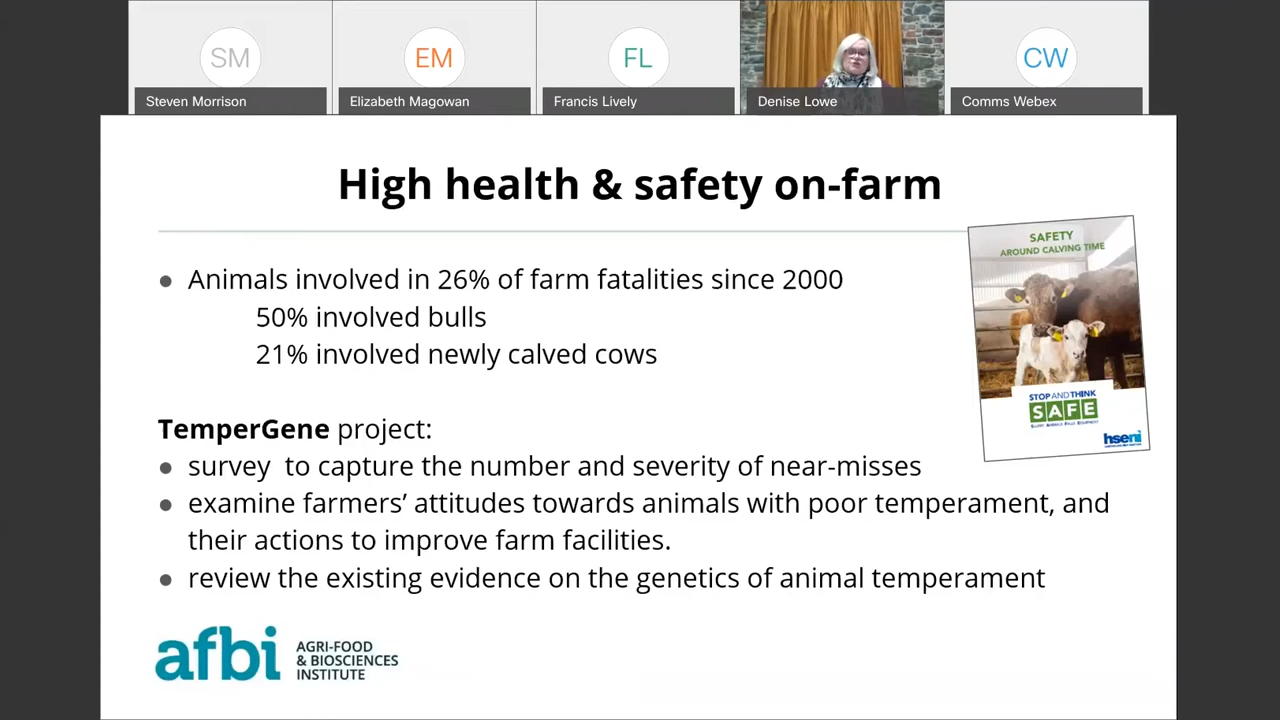 SM
EM
FL
CW
Steven Morrison
Elizabeth Magowan
Francis Lively
Denise Lowe
Comms Webex
High health & safety on-farm
SAFETY
AROUND CALVING TIME
• Animals involved in 26% of farm fatalities since 2000
50% involved bulls
21% involved newly calved cows
STOP AND THINK
SAFE
hseni
TemperGene project:
• survey  to capture the number and severity of near-misses
• examine farmers’ attitudes towards animals with poor temperament, and
their actions to improve farm facilities.
• review the existing evidence on the genetics of animal temperament
afbi
AGRI-FOOD
& BIOSCIENCES
INSTITUTE